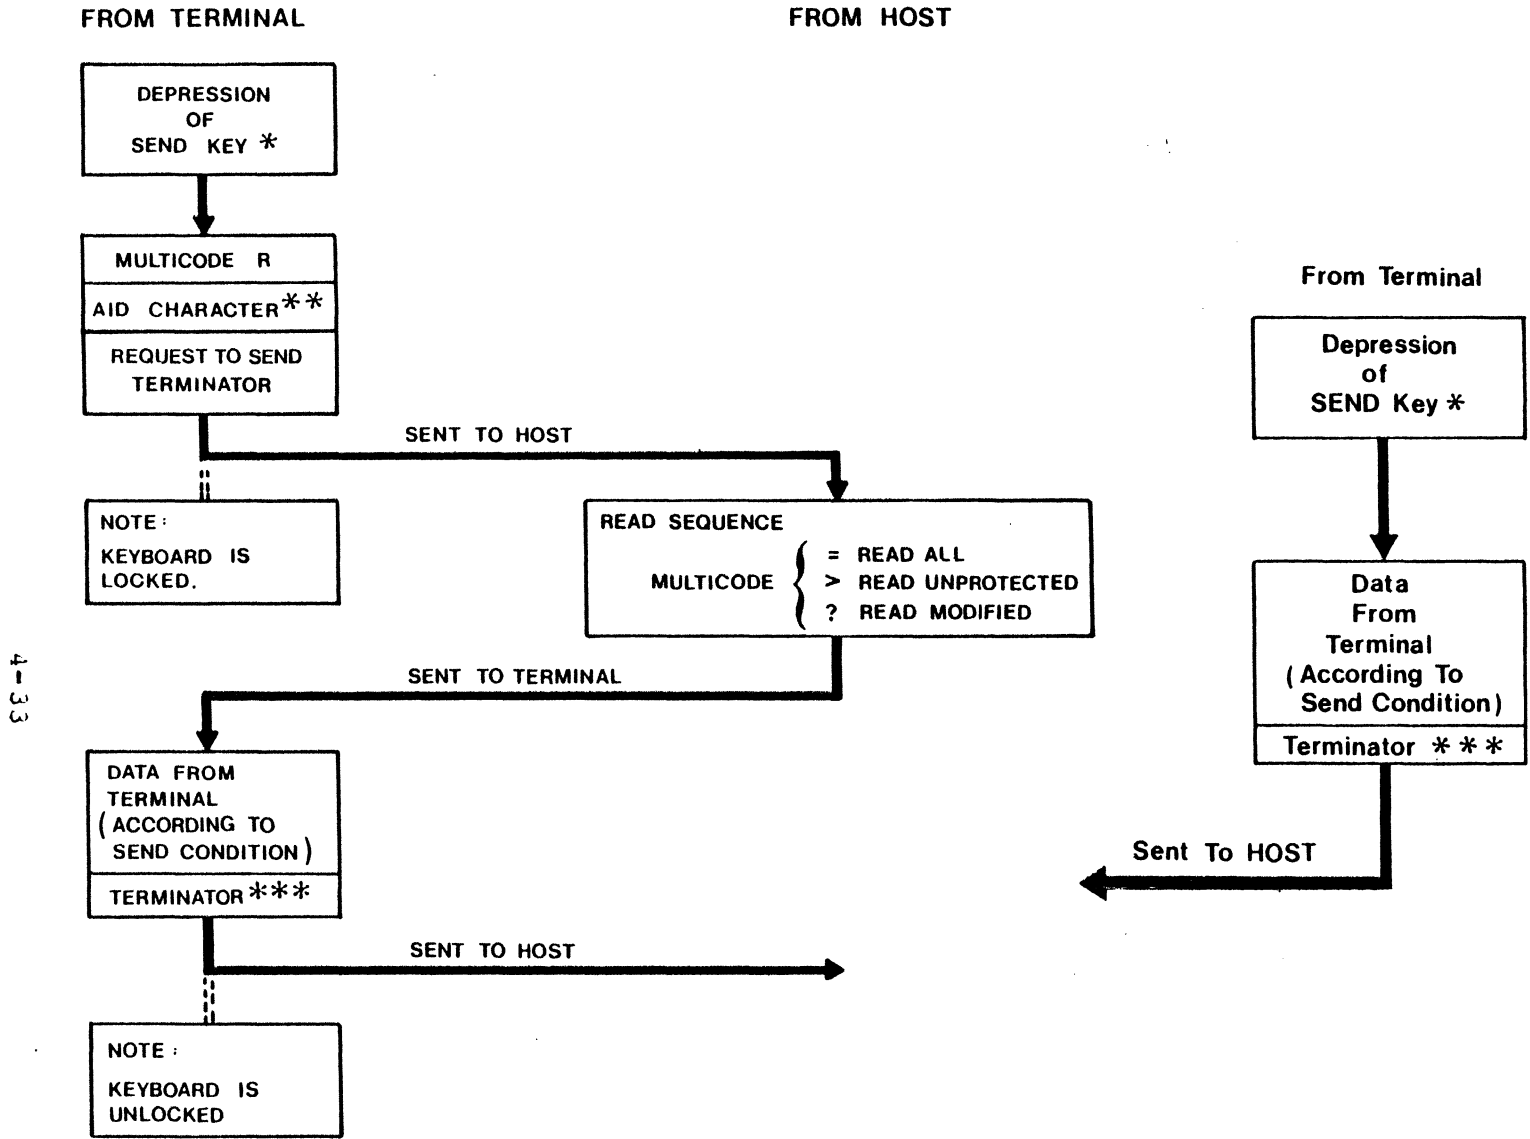 FROM TERMINAL
FROM HOST
DEPRESSION
OF
SEND KEY *
MULTICODE R
AID CHARACTER **
REQUEST TO SEND
TERMINATOR
SENT TO HOST
NOTE:
KEYBOARD IS
LOCKED.
READ SEQUENCE
MULTICODE { = READ ALL
> READ UNPROTECTED
? READ MODIFIED
SENT TO TERMINAL
DATA FROM
TERMINAL
(ACCORDING TO
SEND CONDITION)
TERMINATOR ***
SENT TO HOST
NOTE:
KEYBOARD IS
UNLOCKED
From Terminal
Depression
of
SEND Key *
Data
From
Terminal
(According To
Send Condition)
Terminator ***
Sent To HOST
4-33